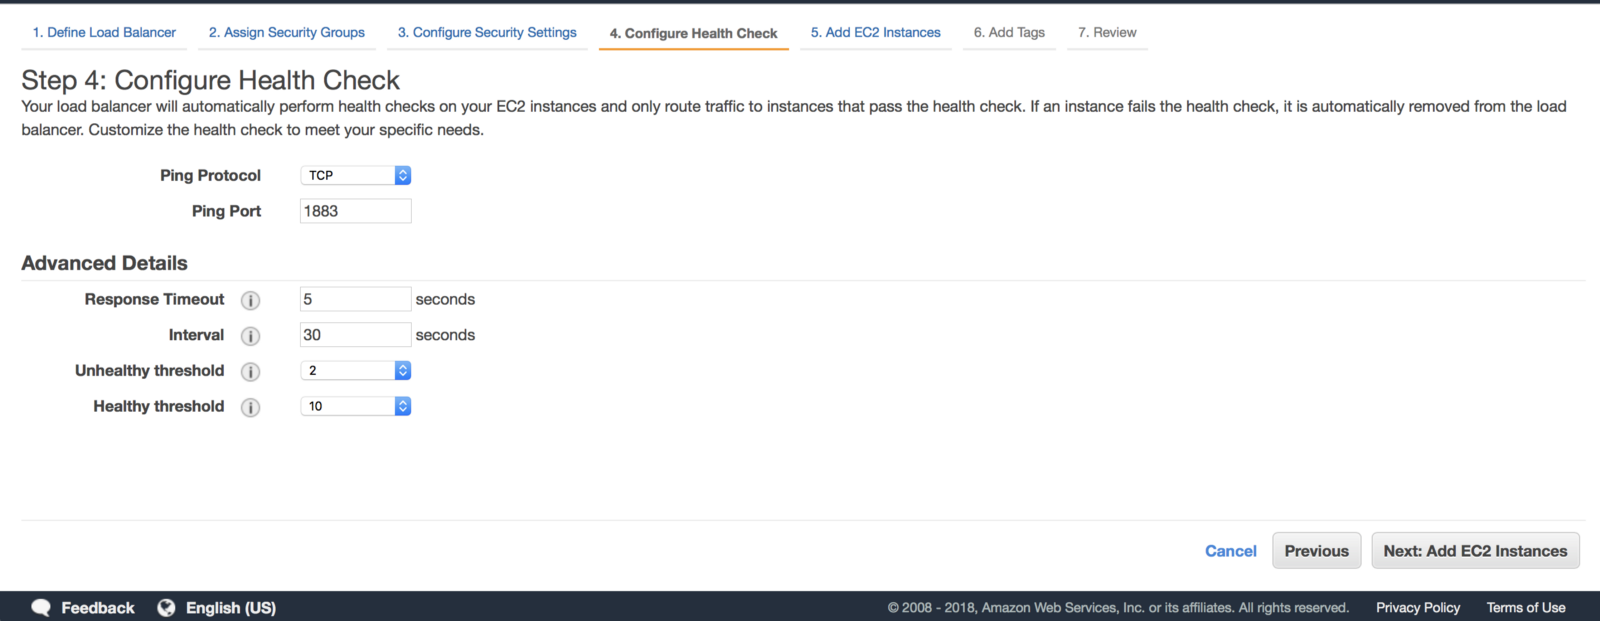 1. Define Load Balancer 2. Assign Security Groups 3. Configure Security Settings 4. Configure Health Check 5. Add EC2 Instances 6. Add Tags 7. Review
Step 4: Configure Health Check
Your load balancer will automatically perform health checks on your EC2 instances and only route traffic to instances that pass the health check. If an instance fails the health check, it is automatically removed from the load
balancer. Customize the health check to meet your specific needs.
Ping Protocol TCP
Ping Port 1883
Advanced Details
Response Timeout i 5 seconds
Interval i 30 seconds
Unhealthy threshold i 2
Healthy threshold i 10
Cancel Previous Next: Add EC2 Instances
Feedback English (US) © 2008 - 2018, Amazon Web Services, Inc. or its affiliates. All rights reserved. Privacy Policy Terms of Use